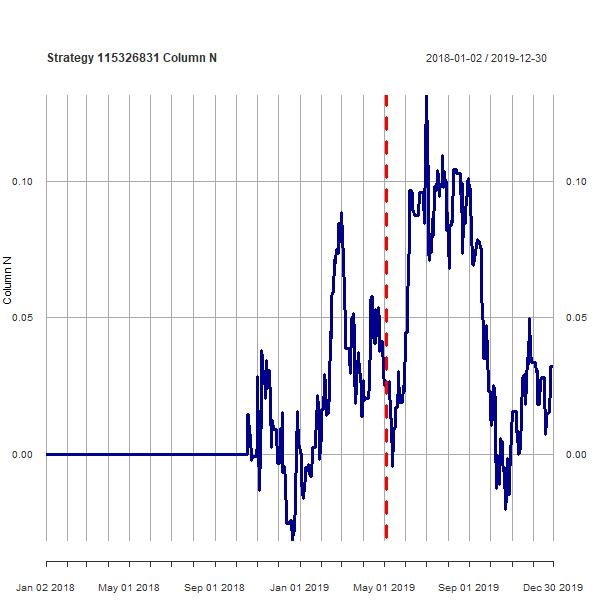 Strategy 115326831 Column N
2018-01-02 / 2019-12-30
0.10
0.10
0.05
0.05
0.00
0.00
Column N
Jan 02 2018
May 01 2018
Sep 01 2018
Jan 01 2019
May 01 2019
Sep 01 2019
Dec 30 2019